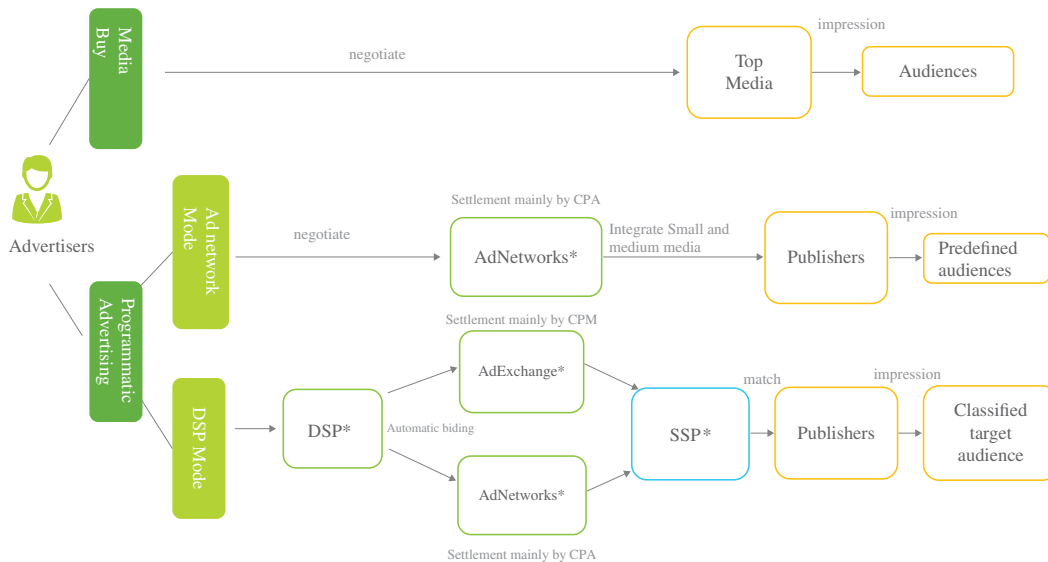 Media
Buy
negotiate
Top
Media
impression
Audiences
Advertisers
Programmatic
Advertising
Ad network
Mode
negotiate
Settlement mainly by CPA
AdNetworks*
Integrate Small and
medium media
Publishers
impression
Predefined
audiences
DSP Mode
DSP*
Automatic biding
Settlement mainly by CPM
AdExchange*
AdNetworks*
Settlement mainly by CPA
SSP*
match
Publishers
impression
Classified
target
audience